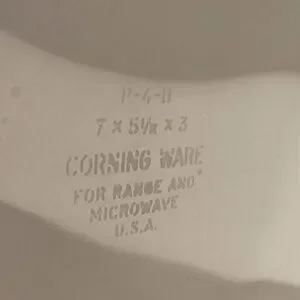 P-4-B
7 x 5½ x 3
CORNING WARE®
FOR RANGE AND
MICROWAVE
U.S.A.